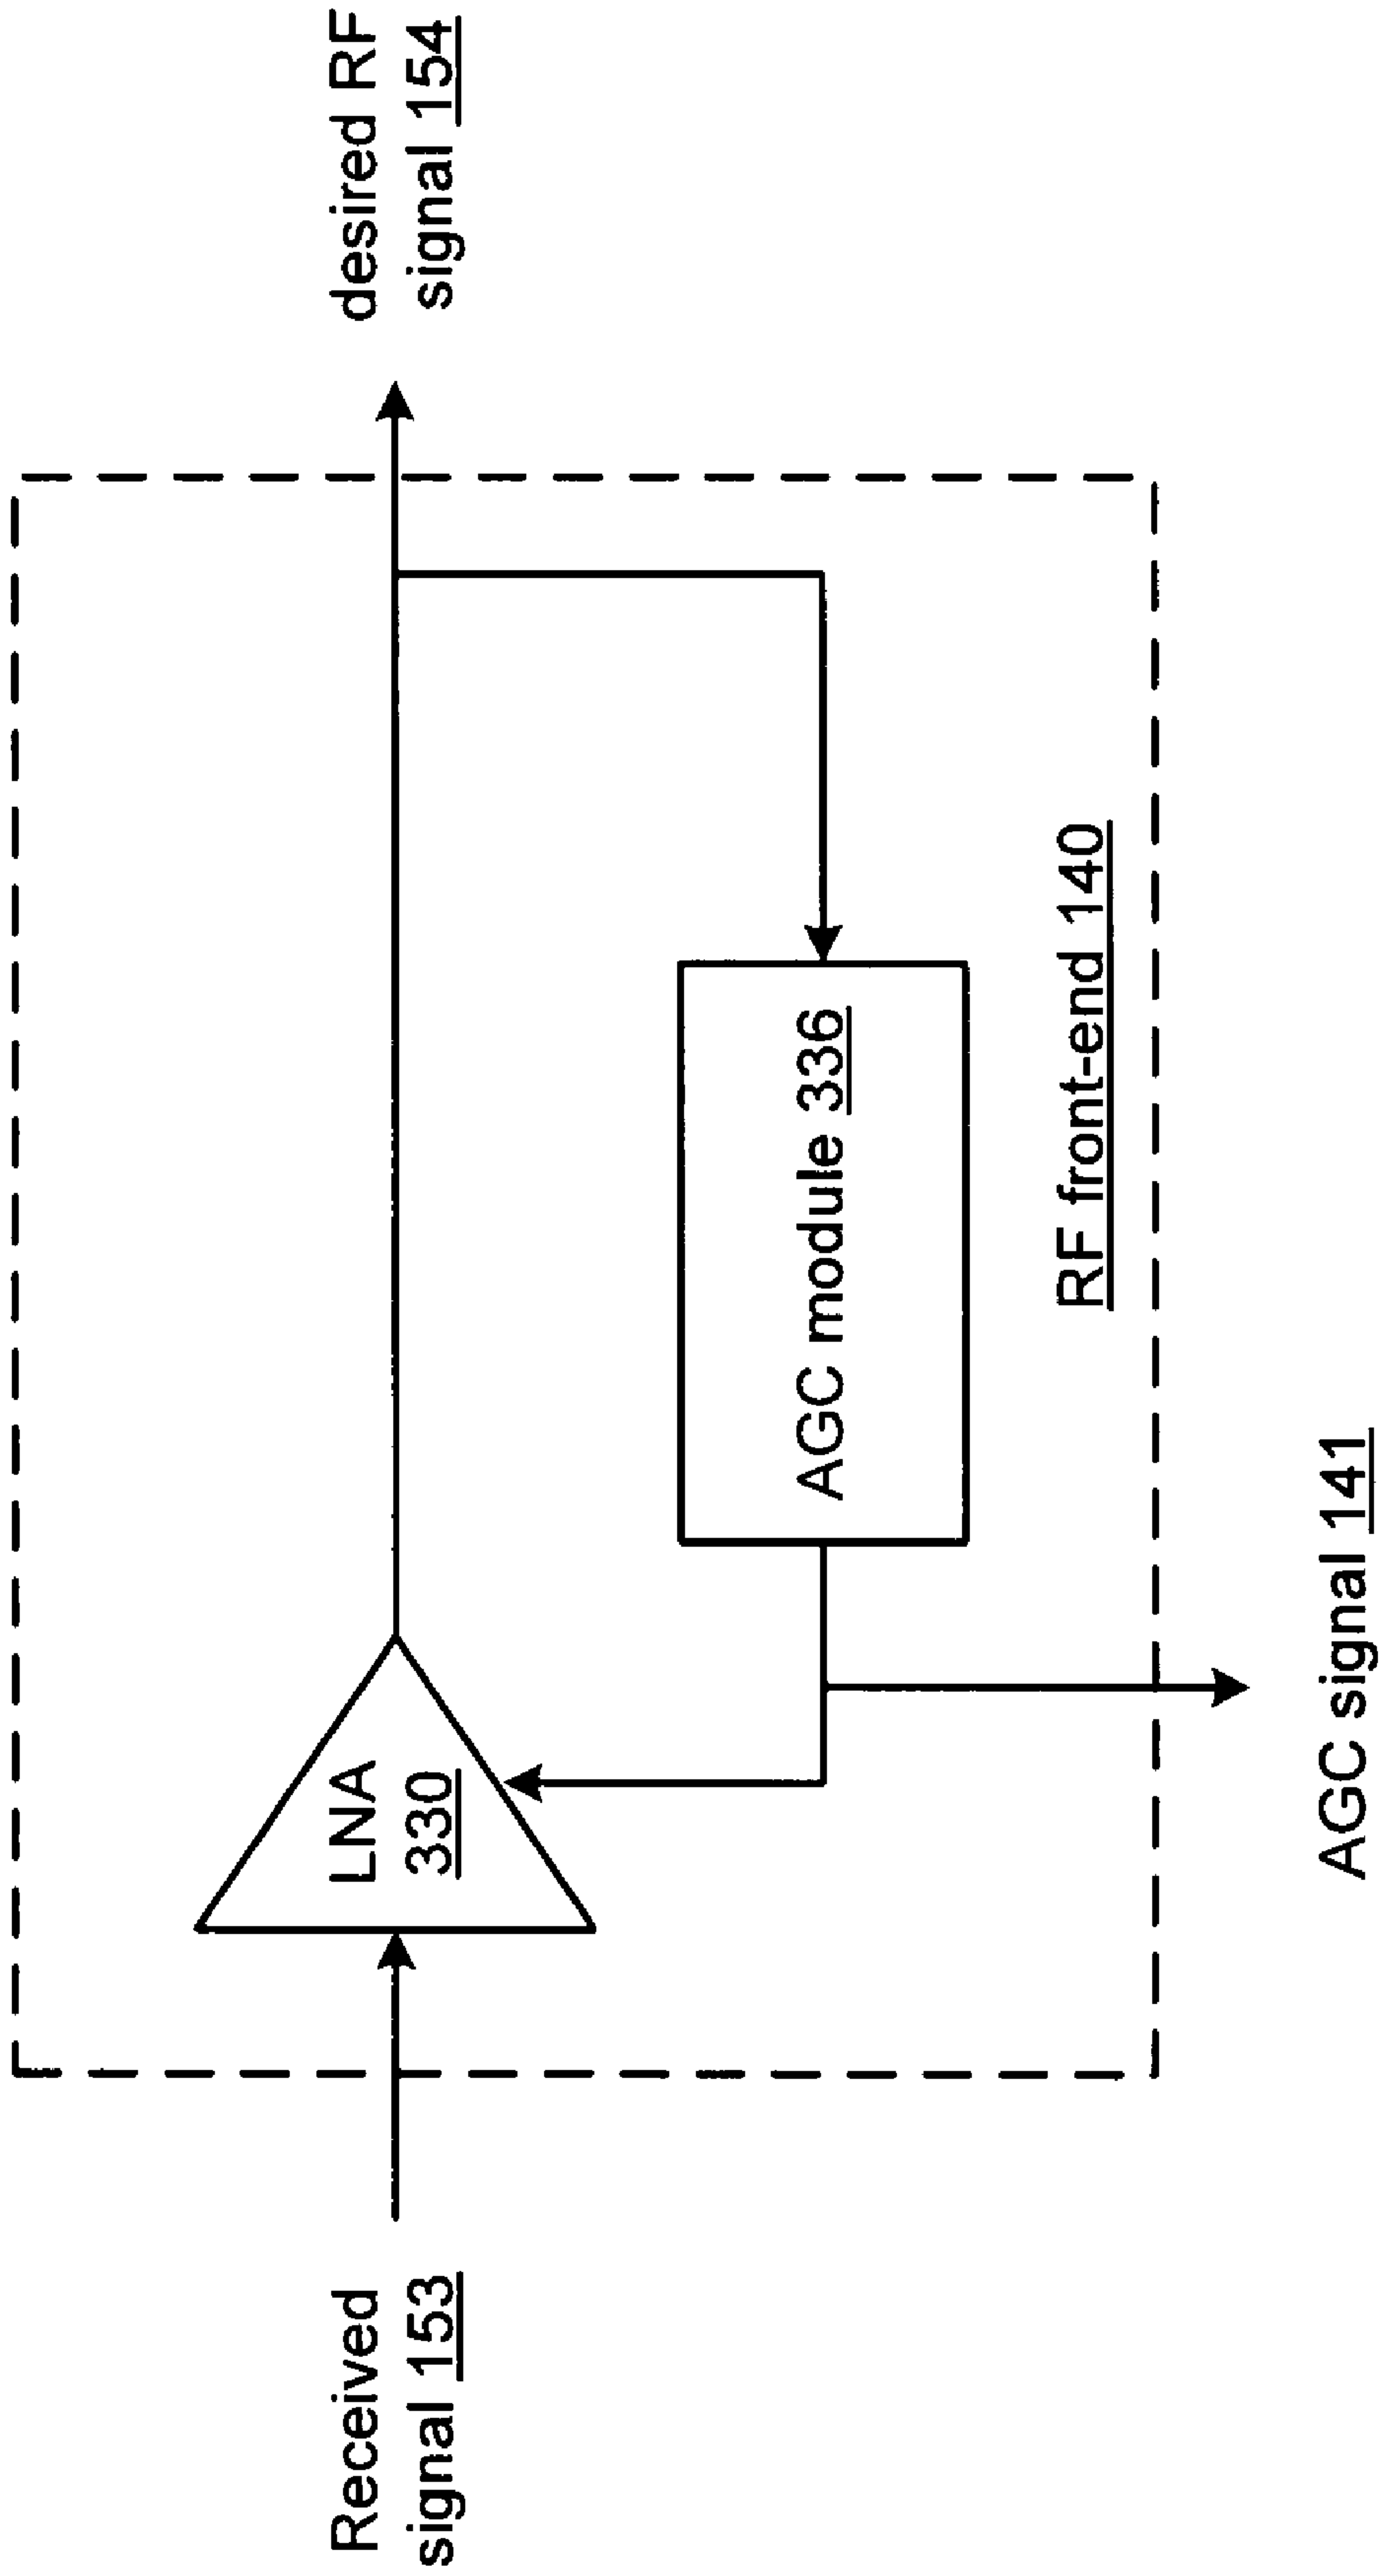 Received
signal 153
LNA
330
desired RF
signal 154
AGC module 336
RF front-end 140
AGC signal 141